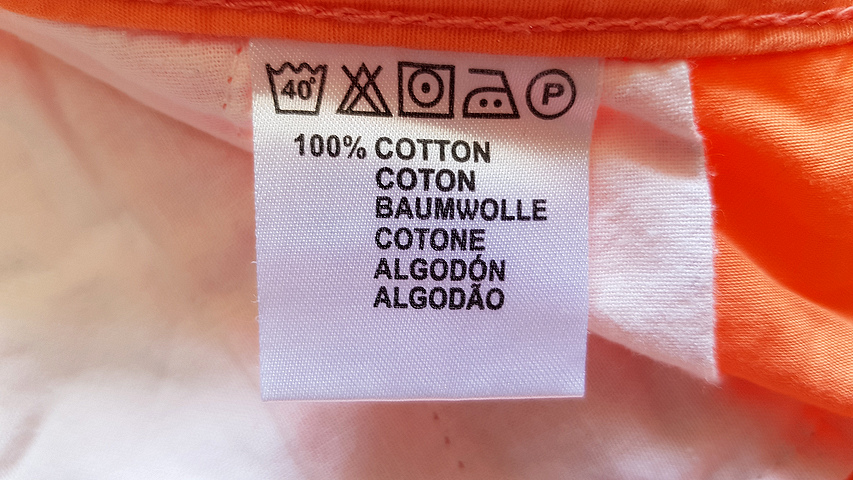 40° P
100% COTTON
COTON
BAUMWOLLE
COTONE
ALGODÓN
ALGODÃO